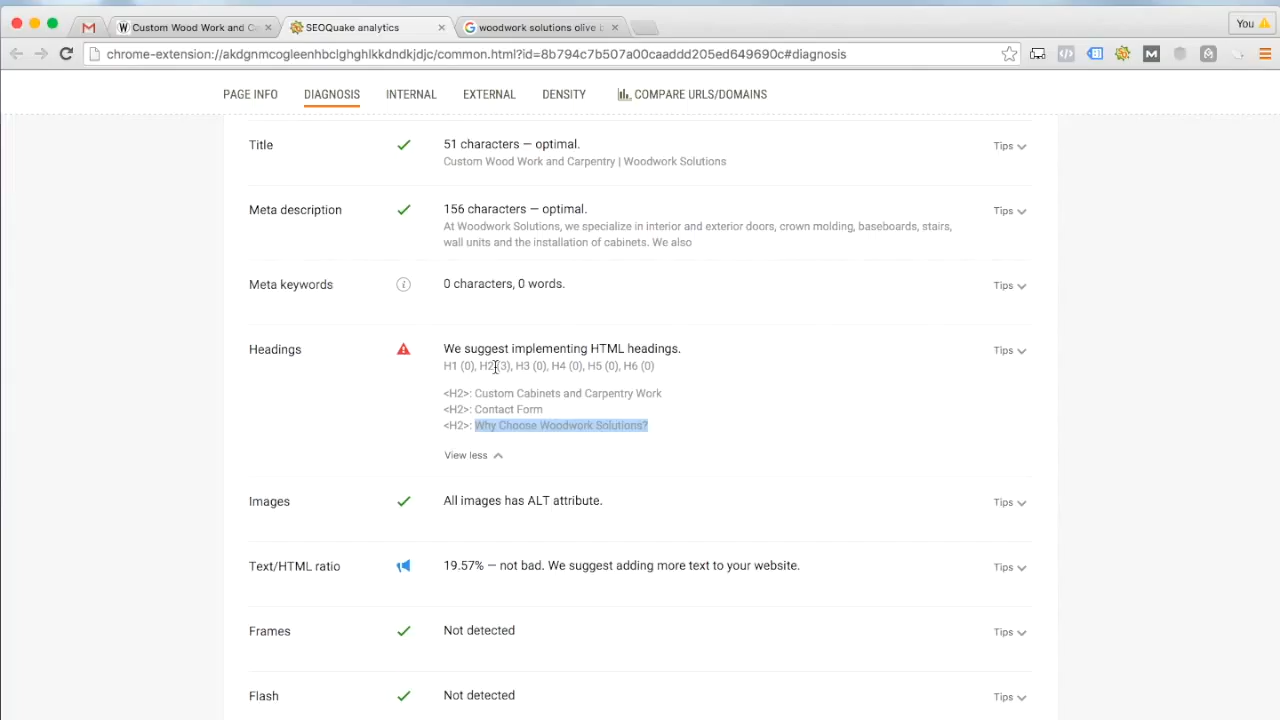 Custom Wood Work and C
SEOQuake analytics
woodwork solutions olive b
You
chrome-extension://akdgnmcogleenhbclghghlkkdndkjdjc/common.html?id=8b794c7b507a00caaddd205ed649690c#diagnosis
PAGE INFO
DIAGNOSIS
INTERNAL
EXTERNAL
DENSITY
COMPARE URLS/DOMAINS
Title
51 characters — optimal.
Tips
Custom Wood Work and Carpentry | Woodwork Solutions
Meta description
156 characters — optimal.
Tips
At Woodwork Solutions, we specialize in interior and exterior doors, crown molding, baseboards, stairs,
wall units and the installation of cabinets. We also
Meta keywords
0 characters, 0 words.
Tips
Headings
We suggest implementing HTML headings.
Tips
H1 (0), H2 (3), H3 (0), H4 (0), H5 (0), H6 (0)
<H2>: Custom Cabinets and Carpentry Work
<H2>: Contact Form
<H2>: Why Choose Woodwork Solutions?
View less
Images
All images has ALT attribute.
Tips
Text/HTML ratio
19.57% — not bad. We suggest adding more text to your website.
Tips
Frames
Not detected
Tips
Flash
Not detected
Tips